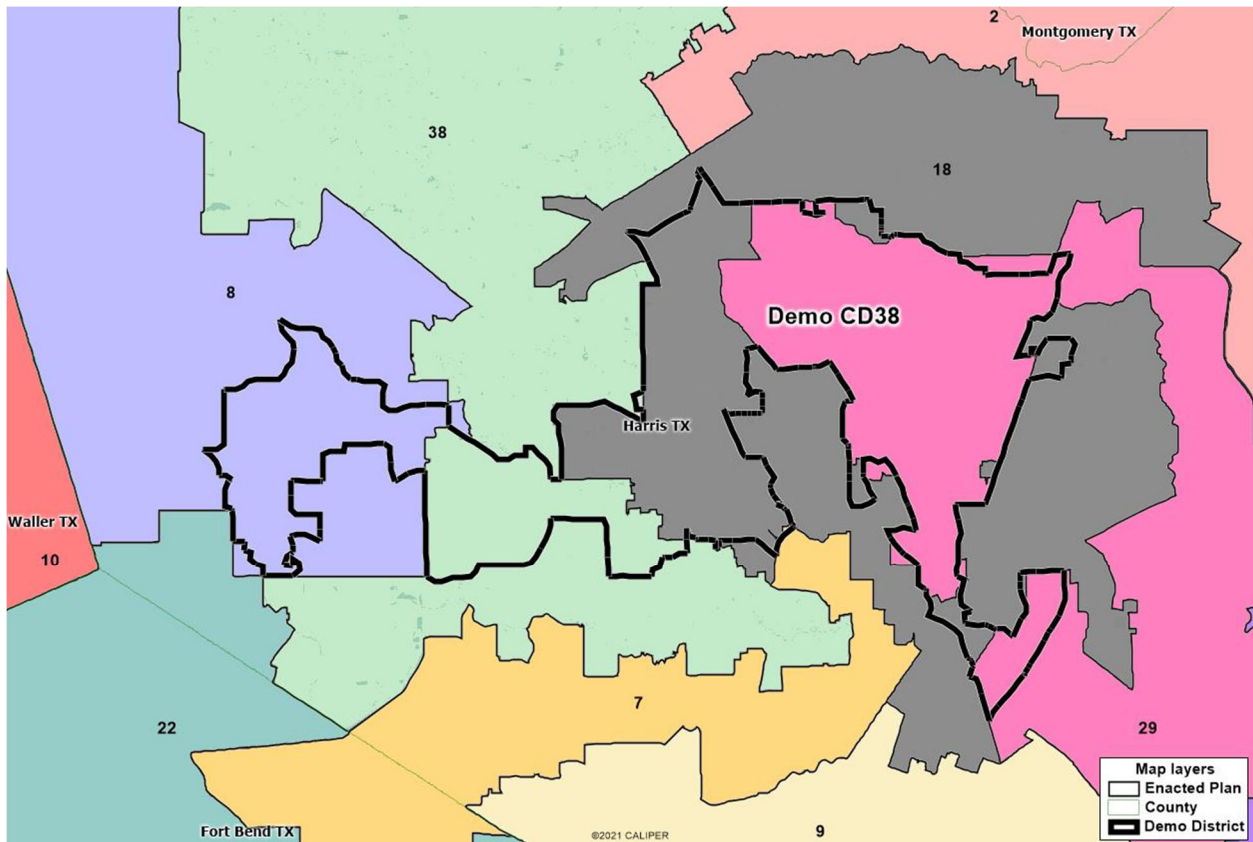 2
Montgomery TX
38
18
8
Demo CD38
Harris TX
Waller TX
10
7
22
29
Map layers
Enacted Plan
County
Demo District
Fort Bend TX
©2021 CALIPER
9